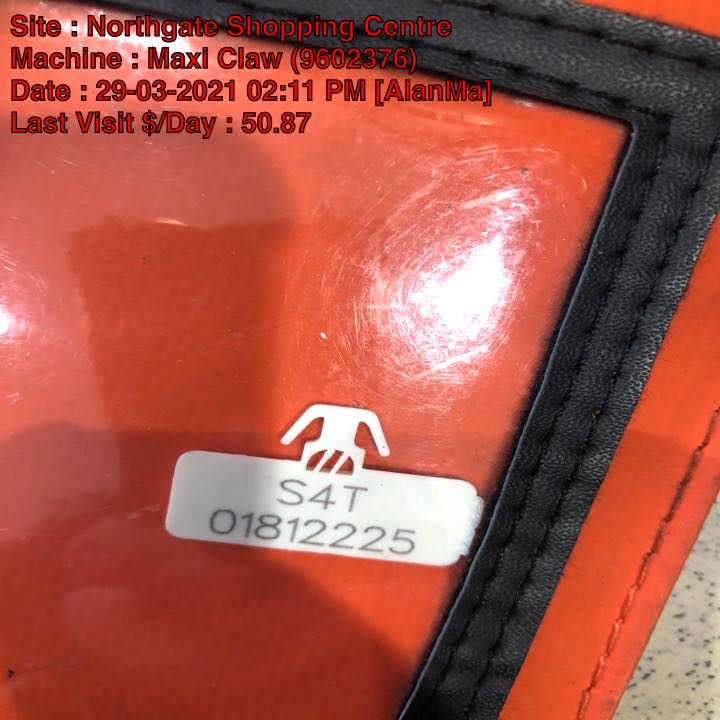 Site : Northgate Shopping Centre
Machine : Maxi Claw (9602376)
Date : 29-03-2021 02:11 PM [AlanMa]
Last Visit $/Day : 50.87
S4T
01812225